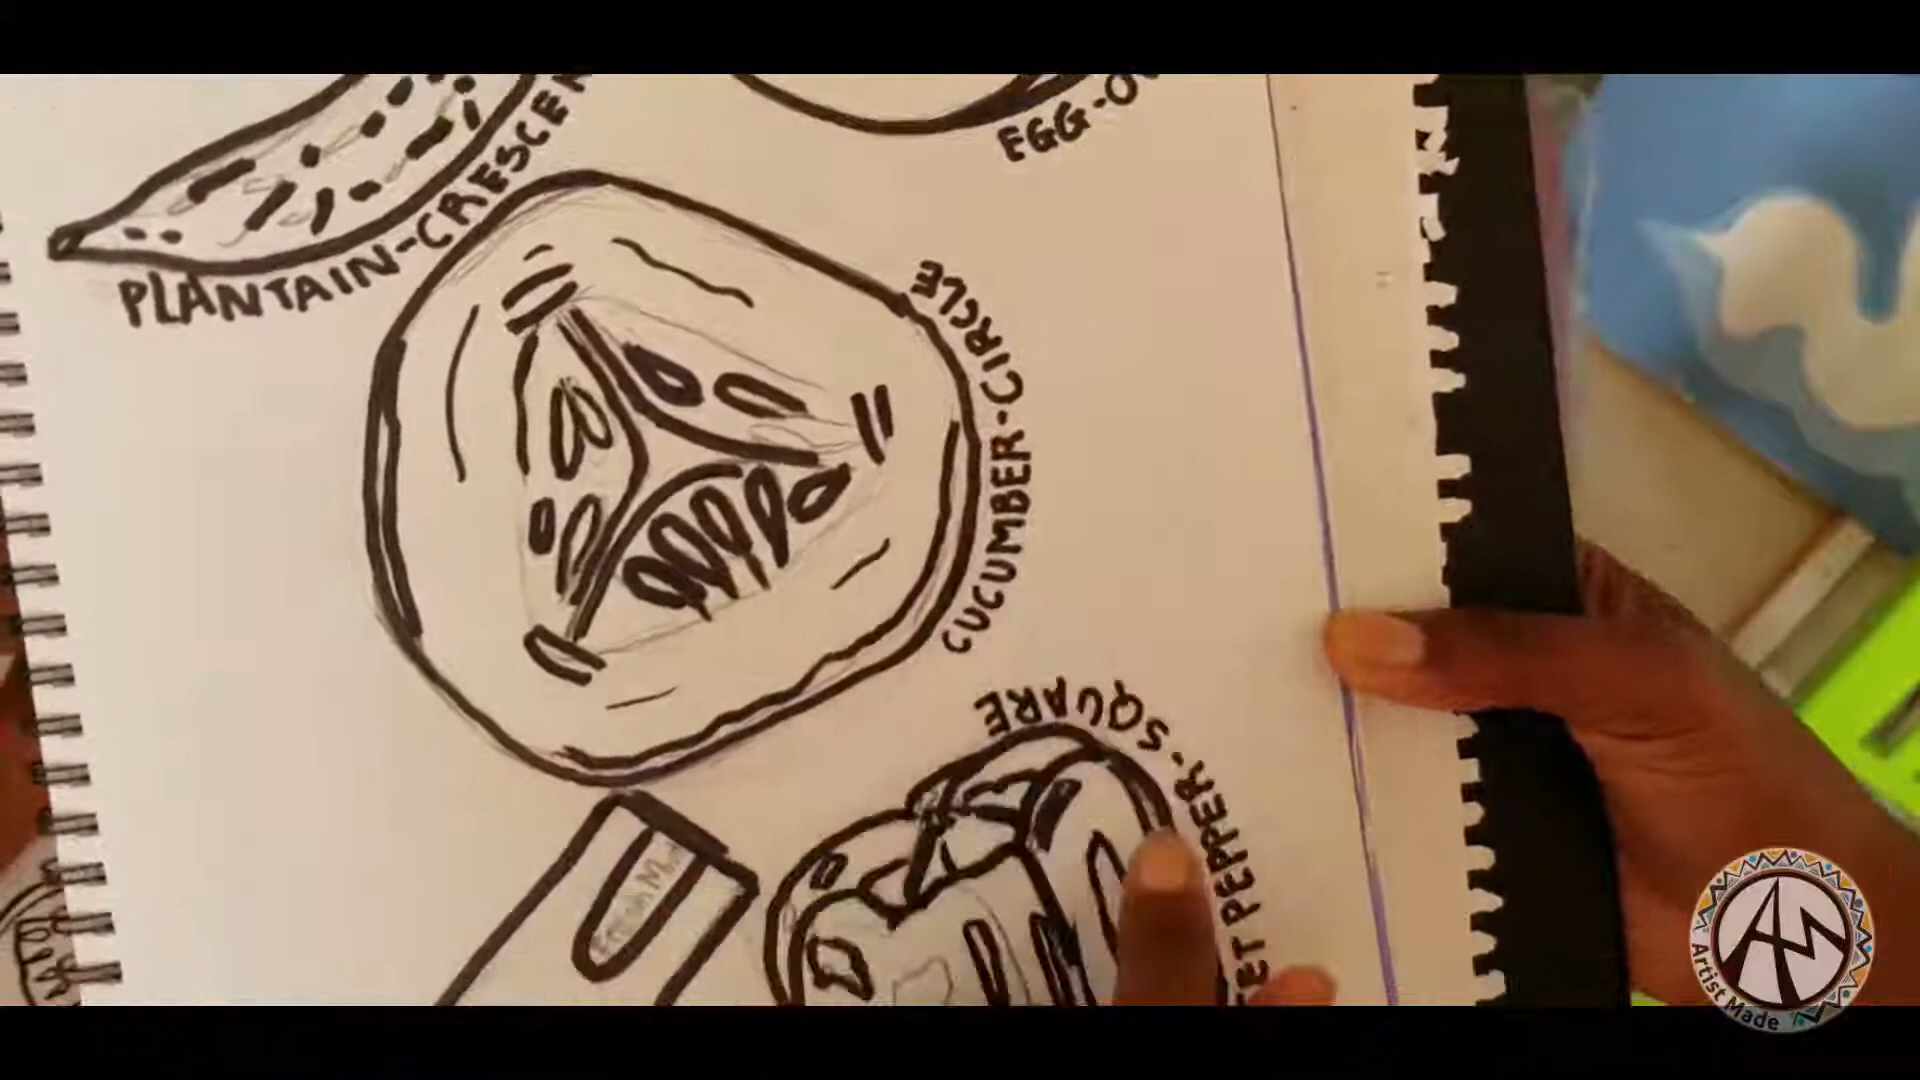 PLANTAIN-CRESCEN
EGG-O
CUCUMBER-CIRCLE
ET PEPPER-SQUARE
Artist Made